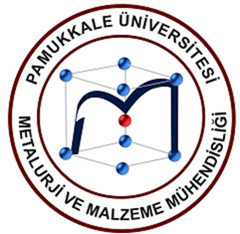 PAMUKKALE ÜNİVERSİTESİ
METALURJİ VE MALZEME MÜHENDİSLİĞİ